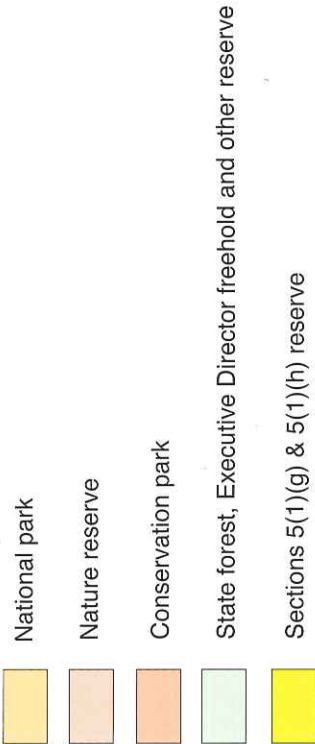 National park
Nature reserve
Conservation park
State forest, Executive Director freehold and other reserve
Sections 5(1)(g) & 5(1)(h) reserve